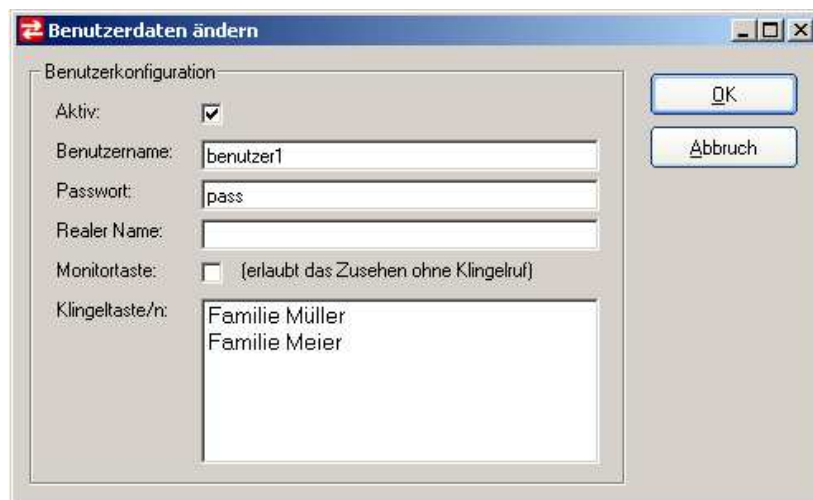 Benutzerdaten ändern
Benutzerkonfiguration
Aktiv:
Benutzername: benutzer1
Passwort: pass
Realer Name:
Monitortaste: (erlaubt das Zusehen ohne Klingelruf)
Klingeltaste/n: Familie Müller
Familie Meier
OK
Abbruch